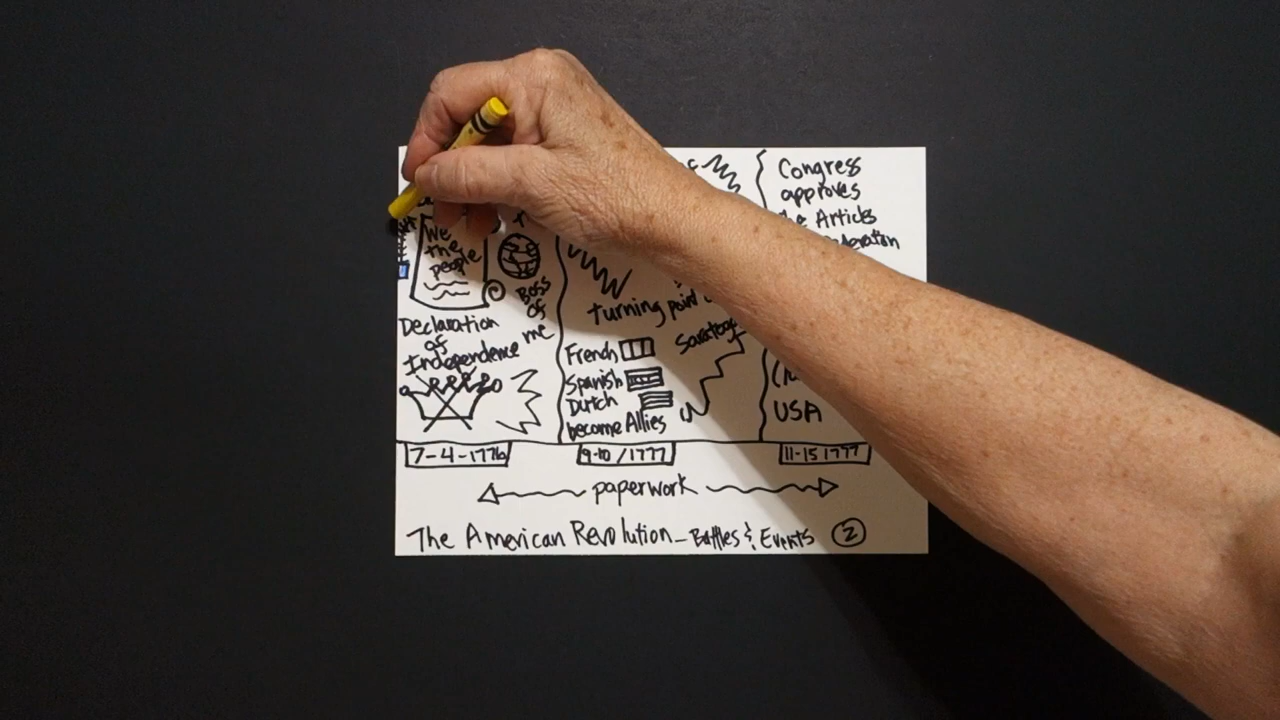 We
the
people
Declaration
of
Independence
Boss
of
me
7-4-1776
turning point
Saratoga
French
Spanish
Dutch
become Allies
9-10/1777
Congress
approves
Articles
USA
11-15 1777
paperwork
The American Revolution - Battles & Events 2